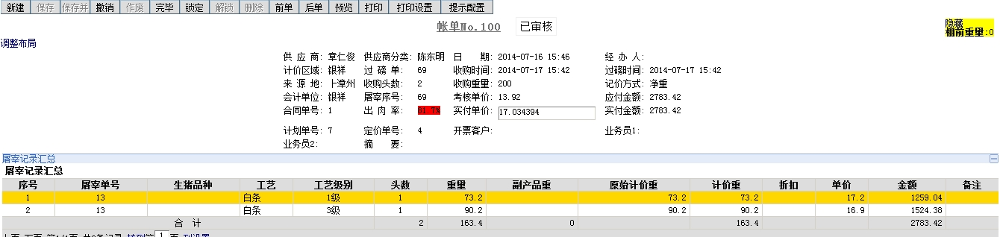 新建 保存 保存并 撤销 作废 完毕 锁定 解锁 删除 前单 后单 预览 打印 打印设置 提示配置
帐单No.100 已审核
隐藏
棚前重量:0
调整布局
供 应 商: 章仁俊 供应商分类: 陈东明 日 期: 2014-07-16 15:46 经 办 人:
计价区域: 银祥 过 磅 单: 69 收购时间: 2014-07-17 15:42 过磅时间: 2014-07-17 15:42
来 源 地: 卜漳州 收购头数: 2 收购重量: 200 记价方式: 净重
会计单位: 银祥 屠宰序号: 69 考核单价: 13.92 应付金额: 2783.42
合同单号: 1 出 肉 率: 81.7% 实付单价: 17.034394 实付金额: 2783.42
计划单号: 7 定价单号: 4 开票客户: 业务员1:
业务员2: 摘 要:
屠宰记录汇总
屠宰记录汇总
序号 屠宰单号 生猪品种 工艺 工艺级别 头数 重量 副产品重 原始计价重 计价重 折扣 单价 金额 备注
1 13 白条 1级 1 73.2 73.2 73.2 17.2 1259.04
2 13 白条 3级 1 90.2 90.2 90.2 16.9 1524.38
合 计 2 163.4 0 163.4 2783.42
上页 下页 第1/1页 共2条记录 转到第 1 页 列设置